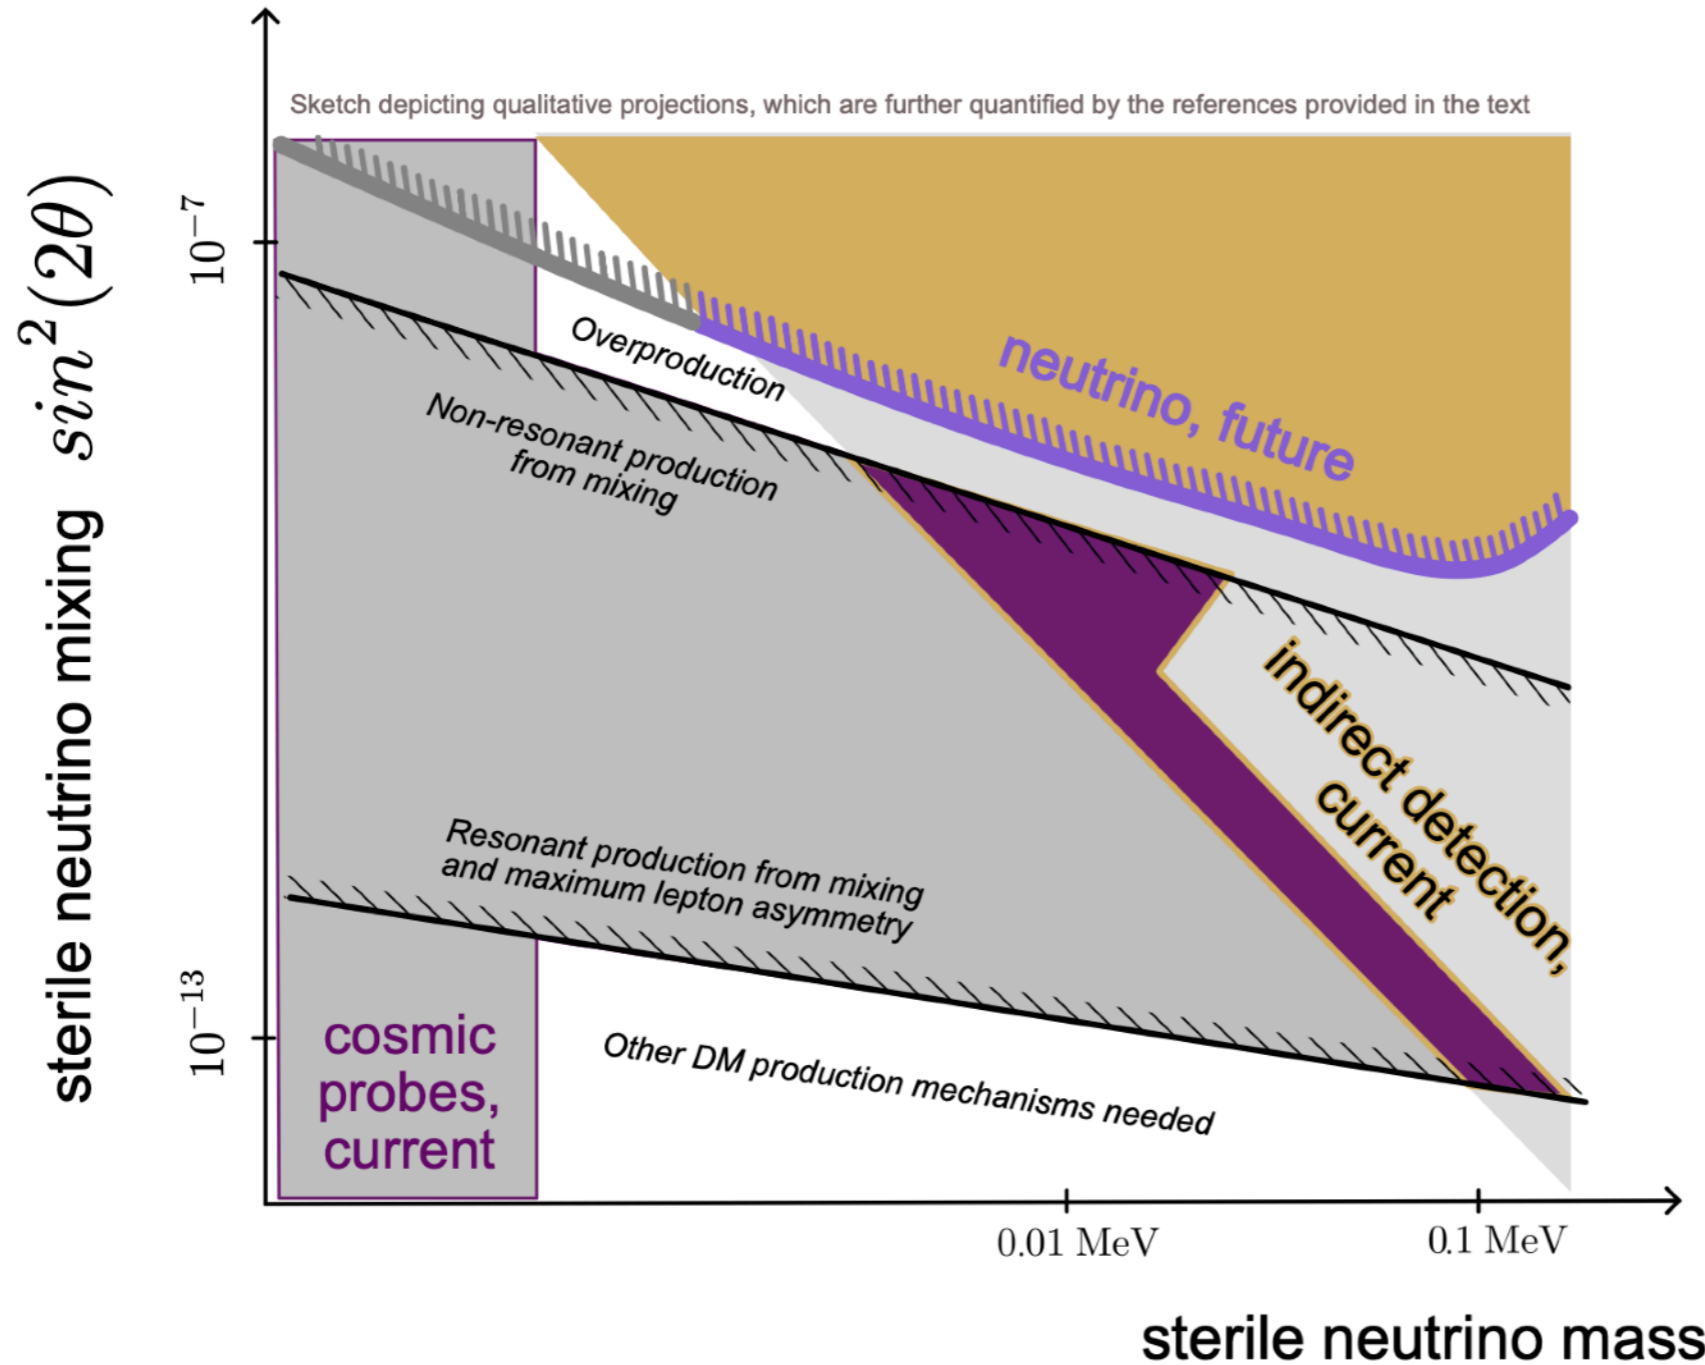 Sketch depicting qualitative projections, which are further quantified by the references provided in the text
sterile neutrino mixing sin²(2θ)
10⁻⁷
10⁻¹³
Overproduction
neutrino, future
Non-resonant production
from mixing
indirect detection,
current
Resonant production from mixing
and maximum lepton asymmetry
cosmic
probes,
current
Other DM production mechanisms needed
0.01 MeV
0.1 MeV
sterile neutrino mass